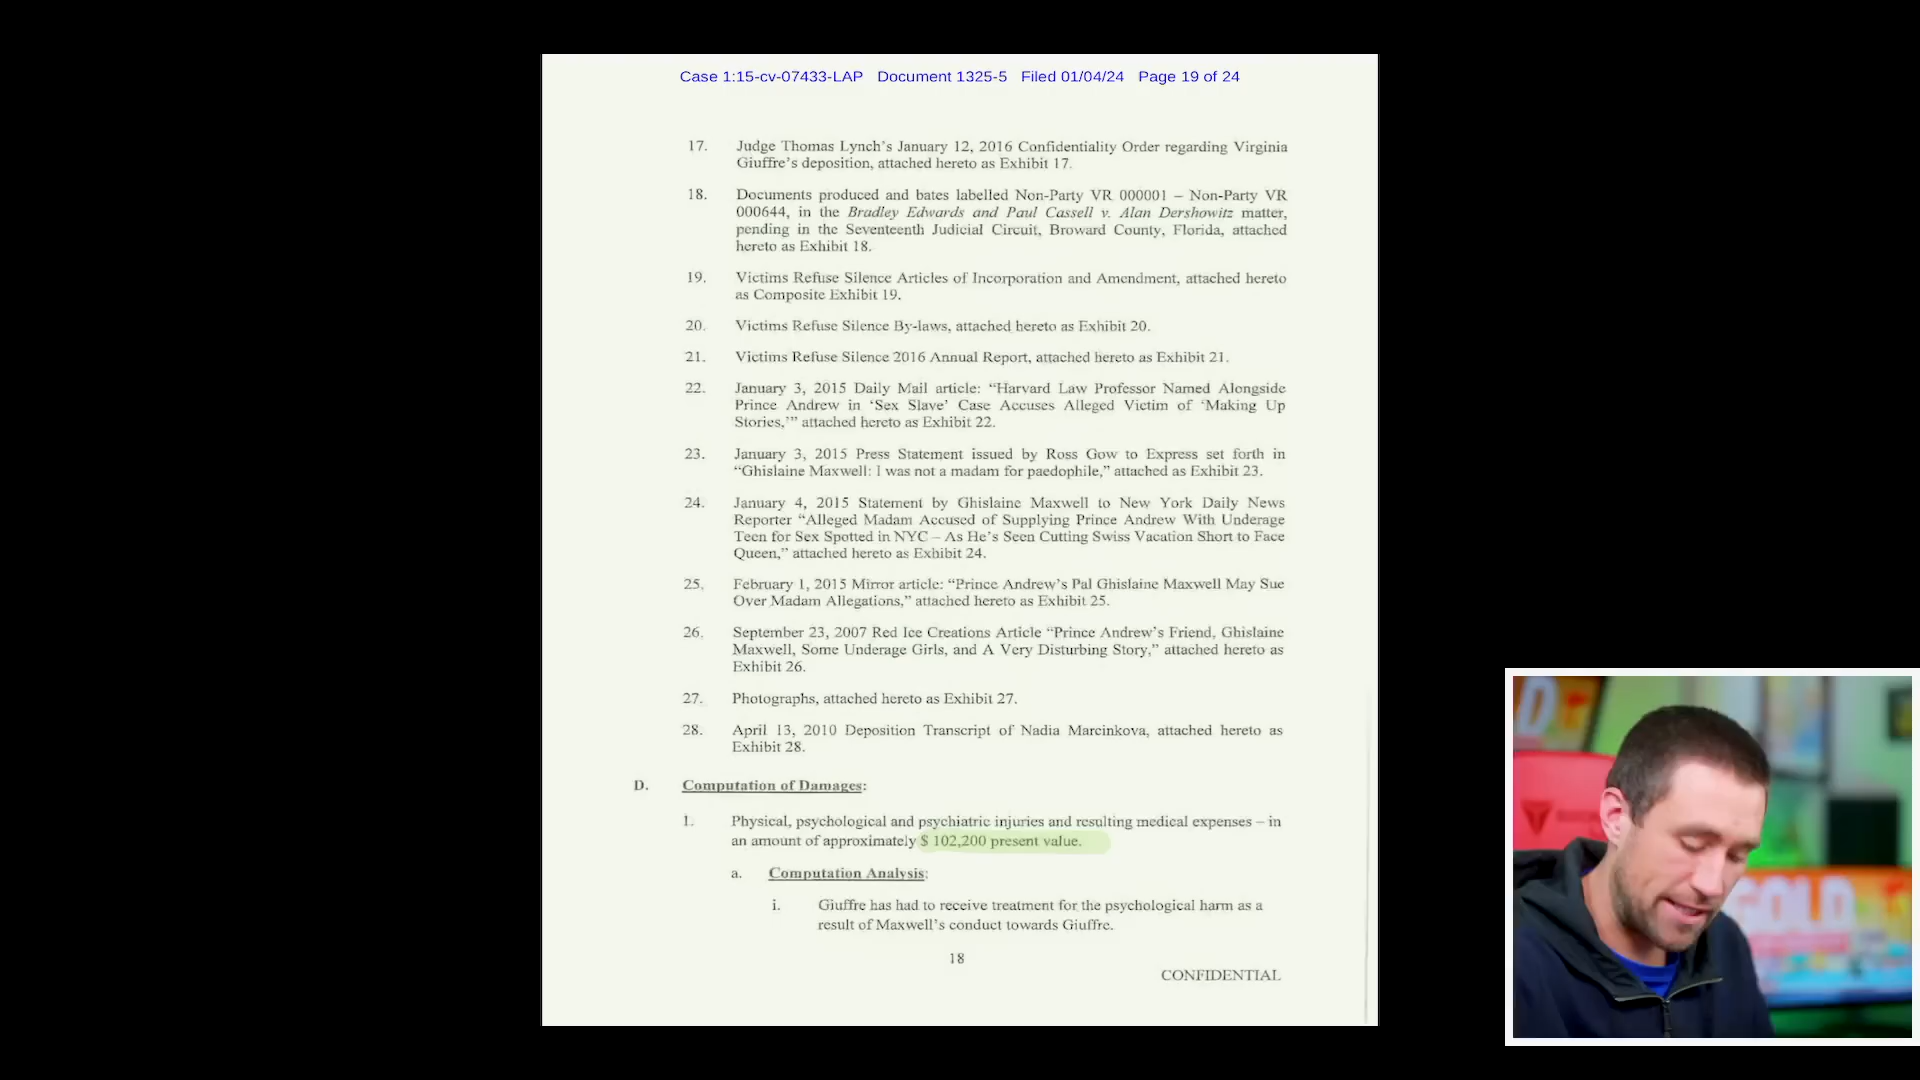 Case 1:15-cv-07433-LAP Document 1325-5 Filed 01/04/24 Page 19 of 24
17. Judge Thomas Lynch's January 12, 2016 Confidentiality Order regarding Virginia
Giuffre's deposition, attached hereto as Exhibit 17.
18. Documents produced and bates labelled Non-Party VR 000001 – Non-Party VR
000644, in the Bradley Edwards and Paul Cassell v. Alan Dershowitz matter,
pending in the Seventeenth Judicial Circuit, Broward County, Florida, attached
hereto as Exhibit 18.
19. Victims Refuse Silence Articles of Incorporation and Amendment, attached hereto
as Composite Exhibit 19.
20. Victims Refuse Silence By-laws, attached hereto as Exhibit 20.
21. Victims Refuse Silence 2016 Annual Report, attached hereto as Exhibit 21.
22. January 3, 2015 Daily Mail article: “Harvard Law Professor Named Alongside
Prince Andrew in ‘Sex Slave’ Case Accuses Alleged Victim of ‘Making Up
Stories,’” attached hereto as Exhibit 22.
23. January 3, 2015 Press Statement issued by Ross Gow to Express set forth in
“Ghislaine Maxwell: I was not a madam for paedophile,” attached as Exhibit 23.
24. January 4, 2015 Statement by Ghislaine Maxwell to New York Daily News
Reporter “Alleged Madam Accused of Supplying Prince Andrew With Underage
Teen for Sex Spotted in NYC – As He's Seen Cutting Swiss Vacation Short to Face
Queen,” attached hereto as Exhibit 24.
25. February 1, 2015 Mirror article: “Prince Andrew's Pal Ghislaine Maxwell May Sue
Over Madam Allegations,” attached hereto as Exhibit 25.
26. September 23, 2007 Red Ice Creations Article “Prince Andrew's Friend, Ghislaine
Maxwell, Some Underage Girls, and A Very Disturbing Story,” attached hereto as
Exhibit 26.
27. Photographs, attached hereto as Exhibit 27.
28. April 13, 2010 Deposition Transcript of Nadia Marcinkova, attached hereto as
Exhibit 28.
D. Computation of Damages:
1. Physical, psychological and psychiatric injuries and resulting medical expenses – in
an amount of approximately $ 102,200 present value.
a. Computation Analysis:
i. Giuffre has had to receive treatment for the psychological harm as a
result of Maxwell's conduct towards Giuffre.
18
CONFIDENTIAL
GOLD